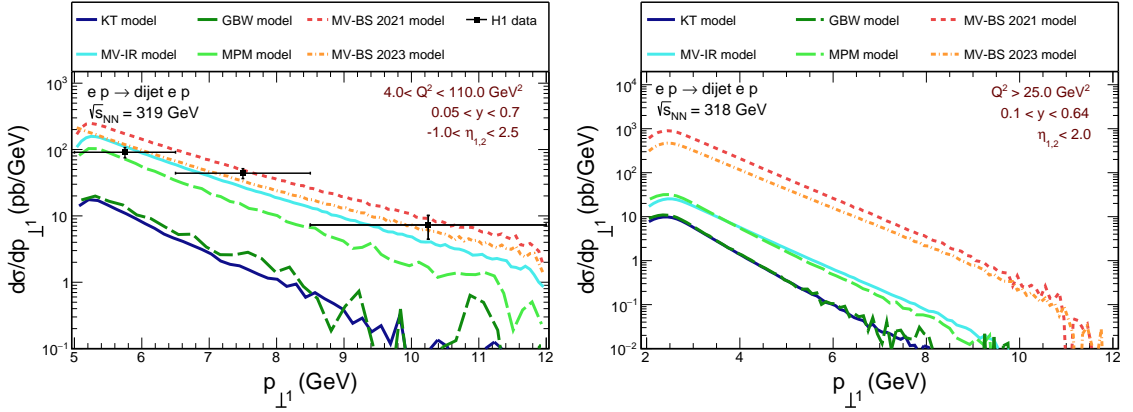 KT model GBW model MV-BS 2021 model H1 data
MV-IR model MPM model MV-BS 2023 model
e p → dijet e p
√s_NN = 319 GeV
4.0< Q² < 110.0 GeV²
0.05 < y < 0.7
-1.0< η_1,2 < 2.5
10³
10²
10
1
10⁻¹
dσ/dp_⊥1 (pb/GeV)
5 6 7 8 9 10 11 12
p_⊥1 (GeV)
KT model GBW model MV-BS 2021 model
MV-IR model MPM model MV-BS 2023 model
e p → dijet e p
√s_NN = 318 GeV
Q² > 25.0 GeV²
0.1 < y < 0.64
η_1,2 < 2.0
10⁴
10³
10²
10
1
10⁻¹
10⁻²
dσ/dp_⊥1 (pb/GeV)
2 4 6 8 10 12
p_⊥1 (GeV)